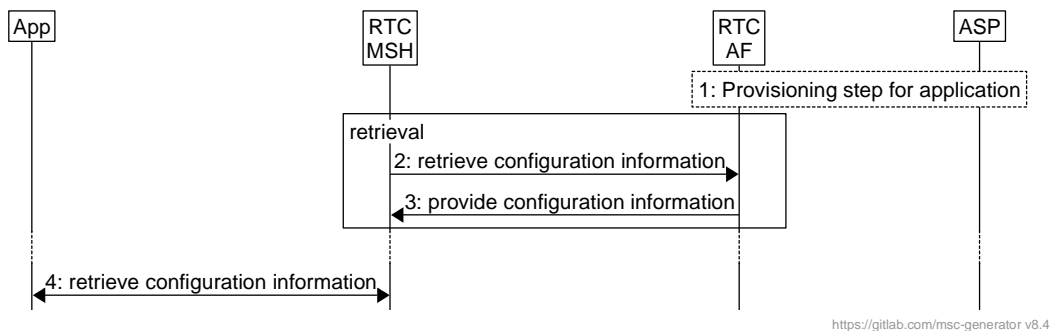 App
RTC
MSH
RTC
AF
ASP
1: Provisioning step for application
retrieval
2: retrieve configuration information
3: provide configuration information
4: retrieve configuration information
https://gitlab.com/msc-generator v8.4